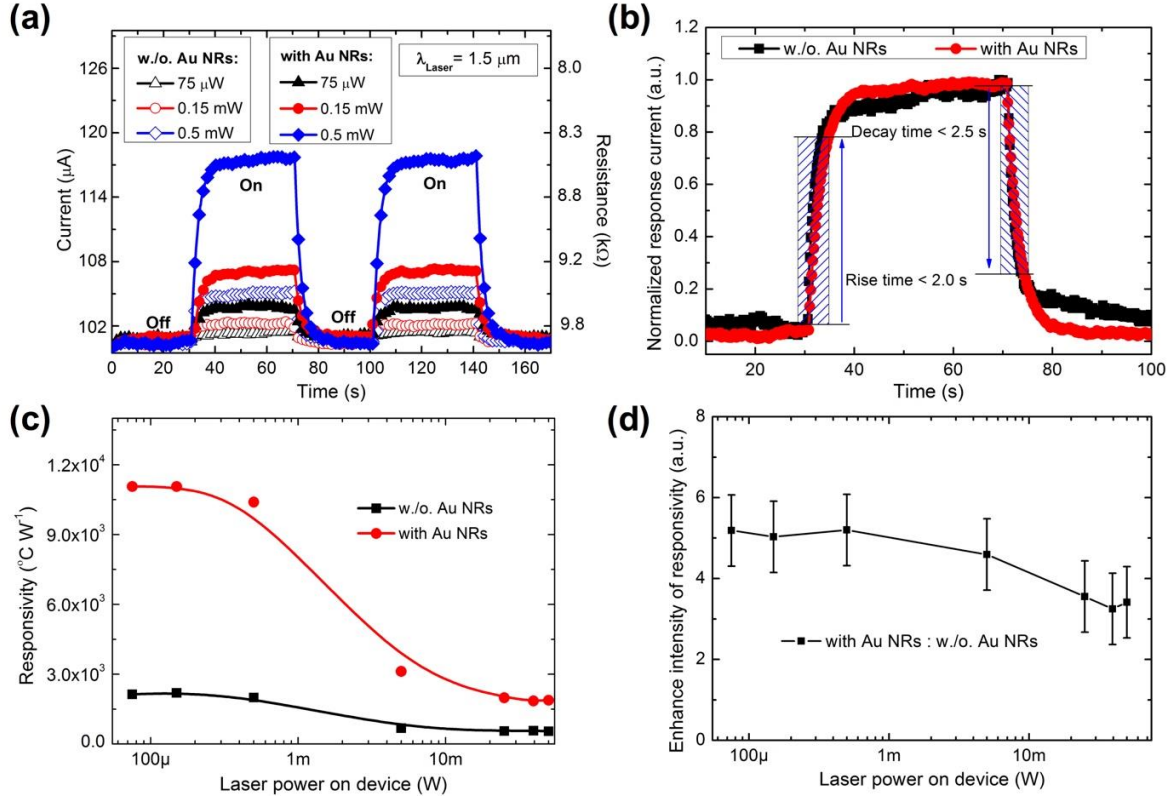 (a)
126
120
114
108
102
Current (μA)
w./o. Au NRs:
75 μW
0.15 mW
0.5 mW
with Au NRs:
75 μW
0.15 mW
0.5 mW
λLaser= 1.5 μm
On
On
Off
Off
8.0
8.4
8.8
9.2
9.8
Resistance (kΩ)
0 20 40 60 80 100 120 140 160
Time (s)
(b)
w./o. Au NRs
with Au NRs
1.0
0.8
0.6
0.4
0.2
0.0
Normalized response current (a.u.)
Decay time < 2.5 s
Rise time < 2.0 s
20 40 60 80 100
Time (s)
(c)
1.2x10⁴
9.0x10³
6.0x10³
3.0x10³
0.0
Responsivity (°C W⁻¹)
w./o. Au NRs
with Au NRs
100μ 1m 10m
Laser power on device (W)
(d)
8
6
4
2
0
Enhance intensity of responsivity (a.u.)
with Au NRs : w./o. Au NRs
100μ 1m 10m
Laser power on device (W)